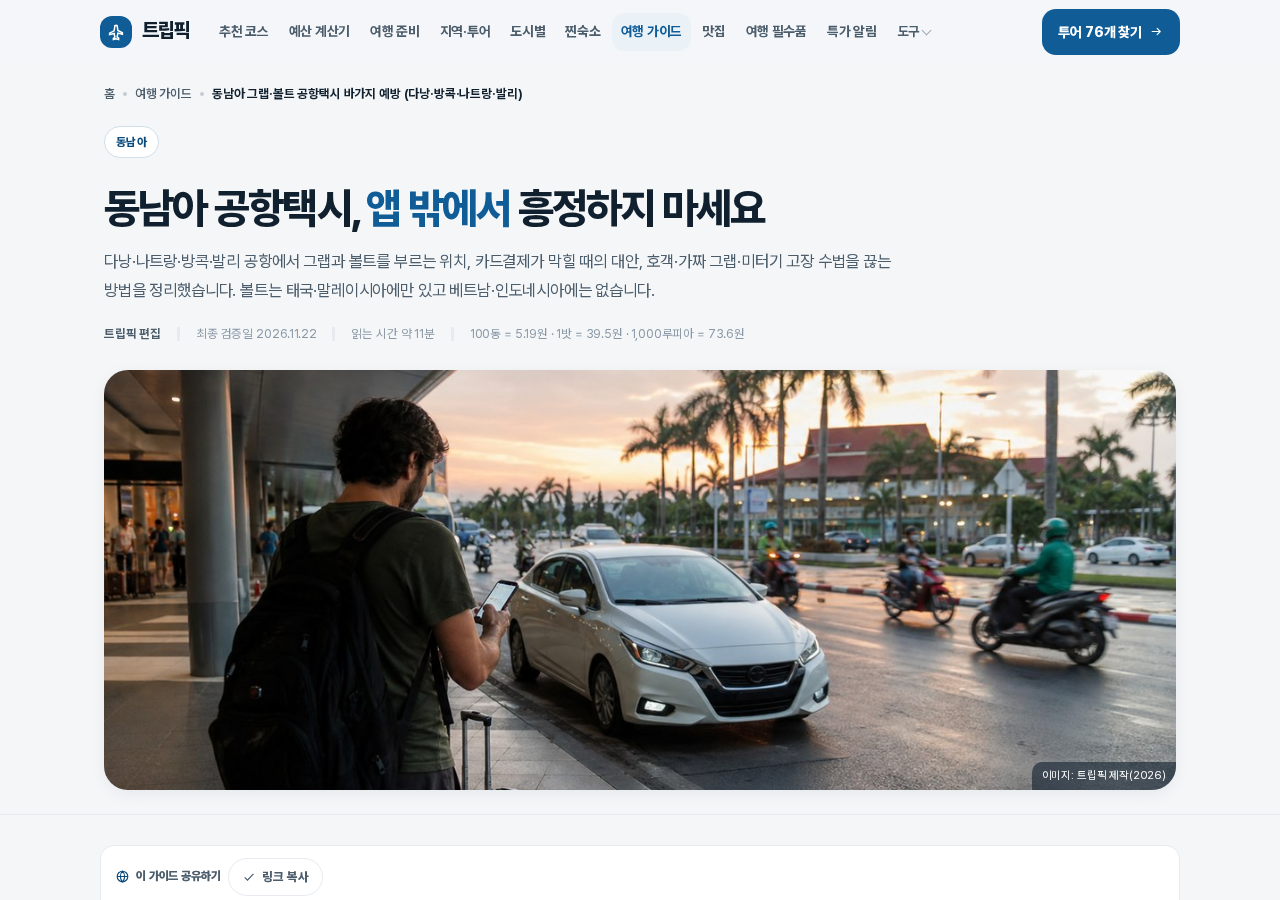 트립픽
추천 코스 예산 계산기 여행 준비 지역·투어 도시별 찐숙소 여행 가이드 맛집 여행 필수품 특가 알림 도구
투어 76개 찾기 →
홈 • 여행 가이드 • 동남아 그랩·볼트 공항택시 바가지 예방 (다낭·방콕·나트랑·발리)
동남아
동남아 공항택시, 앱 밖에서 흥정하지 마세요
다낭·나트랑·방콕·발리 공항에서 그랩과 볼트를 부르는 위치, 카드결제가 막힐 때의 대안, 호객·가짜 그랩·미터기 고장 수법을 끊는
방법을 정리했습니다. 볼트는 태국·말레이시아에만 있고 베트남·인도네시아에는 없습니다.
트립픽 편집 | 최종 검증일 2026.11.22 | 읽는 시간 약 11분 | 100동 = 5.19원 · 1밧 = 39.5원 · 1,000루피아 = 73.6원
이미지: 트립픽 제작(2026)
이 가이드 공유하기 링크 복사